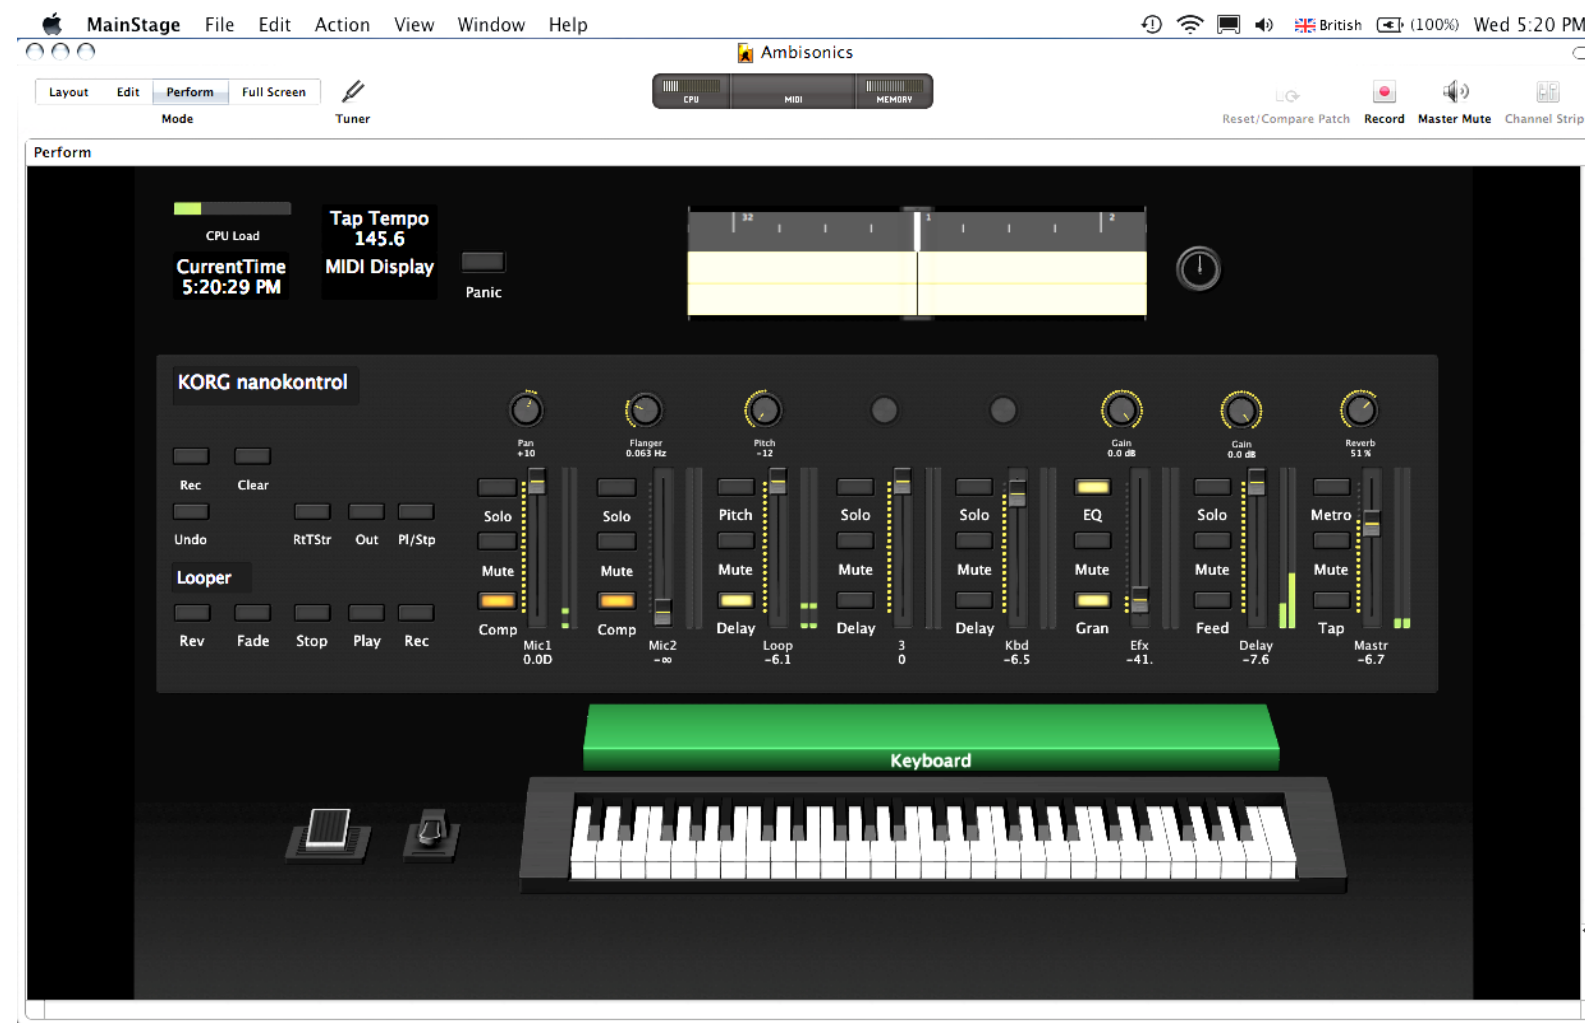 MainStage File Edit Action View Window Help British (100%) Wed 5:20 PM
Ambisonics
Layout Edit Perform Full Screen
Mode Tuner
CPU MIDI MEMORY
Reset/Compare Patch Record Master Mute Channel Strip
Perform
CPU Load
Tap Tempo
145.6
CurrentTime
5:20:29 PM
MIDI Display
Panic
32 1 2
KORG nanokontrol
Pan Flanger Pitch Gain Gain Reverb
+10 0.063 Hz -12 0.0 dB 0.0 dB 51 %
Rec Clear
Solo Solo Pitch Solo Solo EQ Solo Metro
Undo RtTStr Out Pl/Stp
Mute Mute Mute Mute Mute Mute Mute Mute
Looper
Comp Comp Delay Delay Delay Gran Feed Tap
Rev Fade Stop Play Rec
Mic1 Mic2 Loop 3 Kbd Efx Delay Mastr
0.0D -∞ -6.1 0 -6.5 -41. -7.6 -6.7
Keyboard